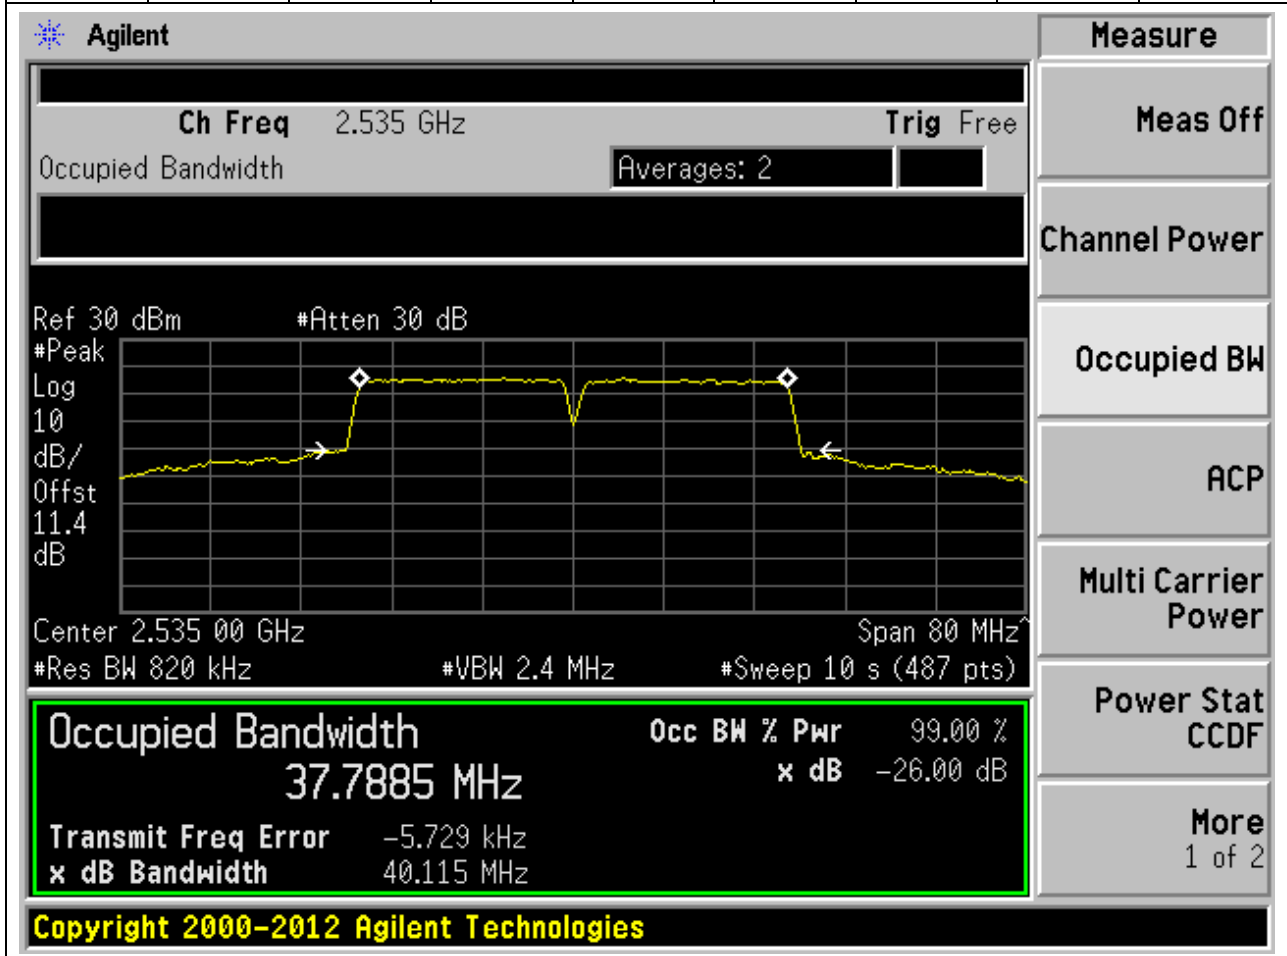 Agilent
Measure
Ch Freq 2.535 GHz Trig Free
Meas Off
Occupied Bandwidth Averages: 2
Channel Power
Ref 30 dBm #Atten 30 dB
#Peak
Log
10
dB/
Offst
11.4
dB
Occupied BW
ACP
Center 2.535 00 GHz Span 80 MHz^
#Res BW 820 kHz #VBW 2.4 MHz #Sweep 10 s (487 pts)
Multi Carrier
Power
Occupied Bandwidth Occ BW % Pwr 99.00 %
37.7885 MHz x dB -26.00 dB
Transmit Freq Error -5.729 kHz
x dB Bandwidth 40.115 MHz
Power Stat
CCDF
More
1 of 2
Copyright 2000-2012 Agilent Technologies